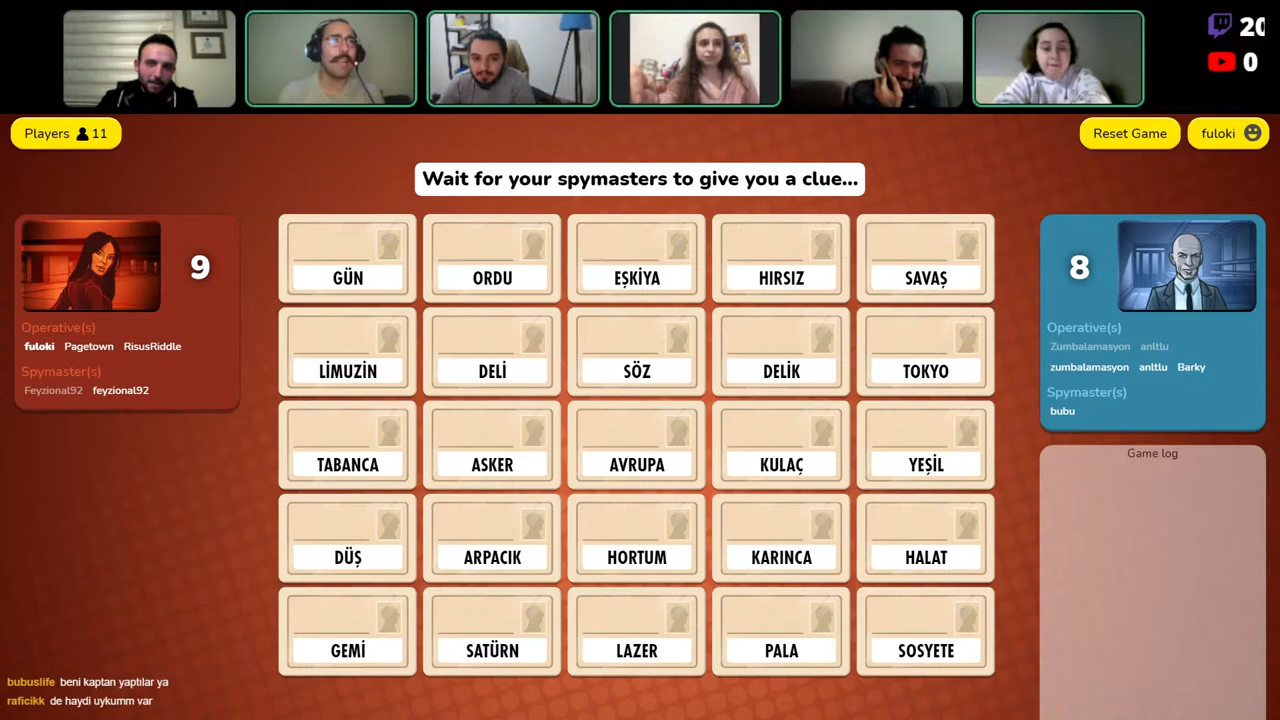 20
0
Players 11
Reset Game
fuloki
Wait for your spymasters to give you a clue...
9
Operative(s)
fuloki Pagetown RisusRiddle
Spymaster(s)
Feyzional92 feyzional92
GÜN ORDU EŞKİYA HIRSIZ SAVAŞ
LİMUZİN DELİ SÖZ DELİK TOKYO
TABANCA ASKER AVRUPA KULAÇ YEŞİL
DÜŞ ARPACIK HORTUM KARINCA HALAT
GEMİ SATÜRN LAZER PALA SOSYETE
8
Operative(s)
Zumbalamasyon anltlu
zumbalamasyon anltlu Barky
Spymaster(s)
bubu
Game log
bubuslife beni kaptan yaptılar ya
raficikk de haydi uykumm var